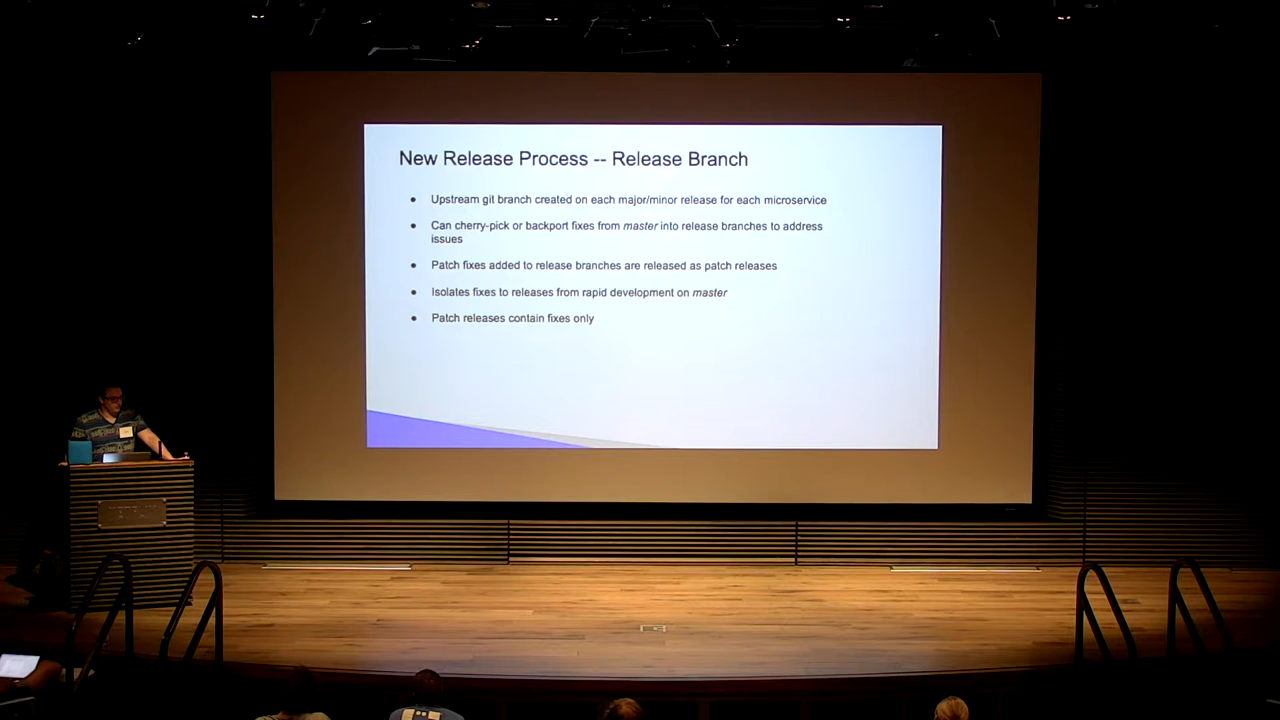 New Release Process -- Release Branch
● Upstream git branch created on each major/minor release for each microservice
● Can cherry-pick or backport fixes from master into release branches to address
issues
● Patch fixes added to release branches are released as patch releases
● Isolates fixes to releases from rapid development on master
● Patch releases contain fixes only